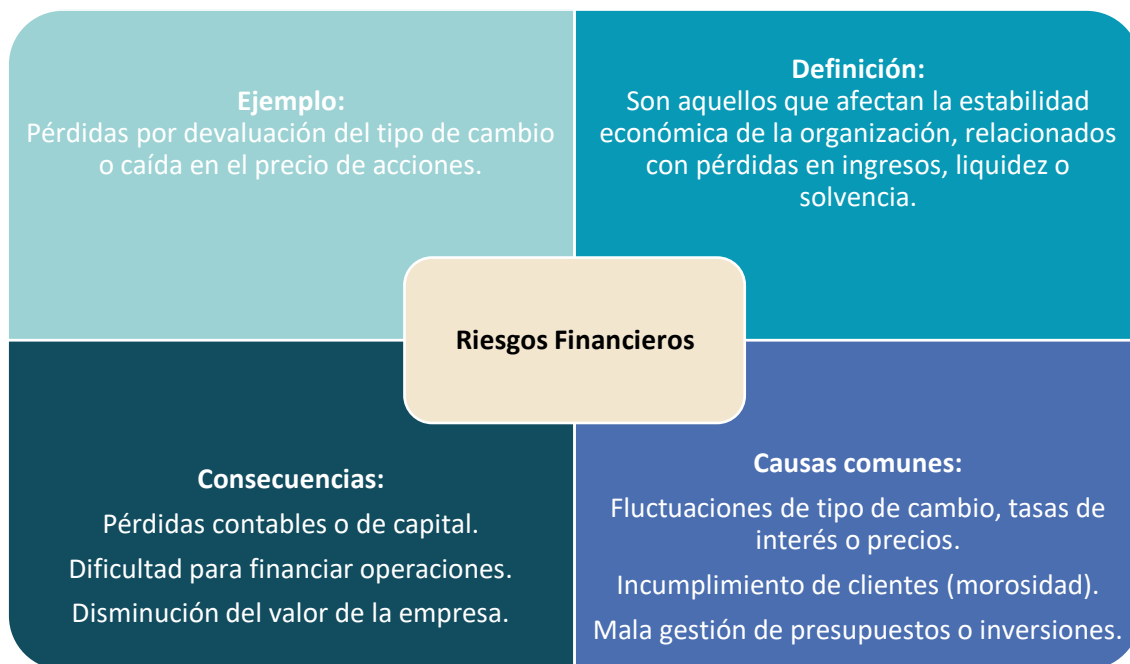 Ejemplo:
Pérdidas por devaluación del tipo de cambio
o caída en el precio de acciones.
Definición:
Son aquellos que afectan la estabilidad
económica de la organización, relacionados
con pérdidas en ingresos, liquidez o
solvencia.
Riesgos Financieros
Consecuencias:
Pérdidas contables o de capital.
Dificultad para financiar operaciones.
Disminución del valor de la empresa.
Causas comunes:
Fluctuaciones de tipo de cambio, tasas de
interés o precios.
Incumplimiento de clientes (morosidad).
Mala gestión de presupuestos o inversiones.